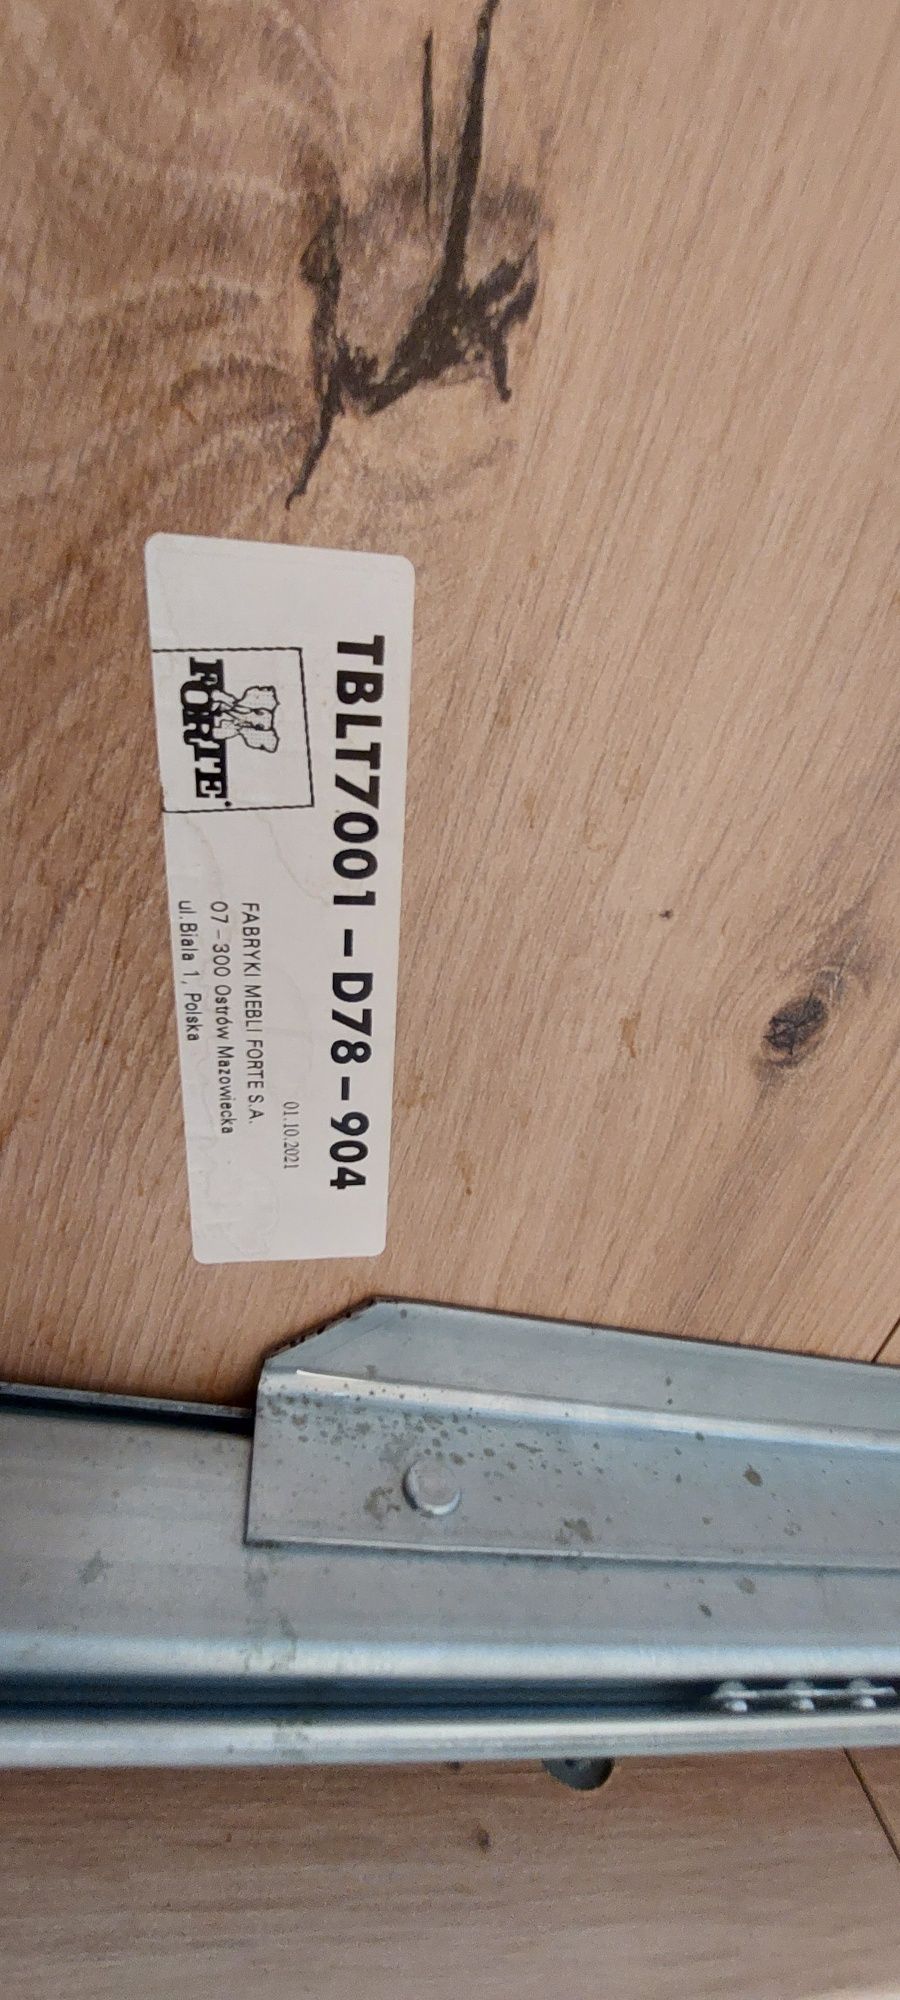 TBLT7001-D78-904
01.10.2021
FORTE
FABRYKI MEBLI FORTE S.A.
07-300 Ostrów Mazowiecka
ul. Biała 1, Polska